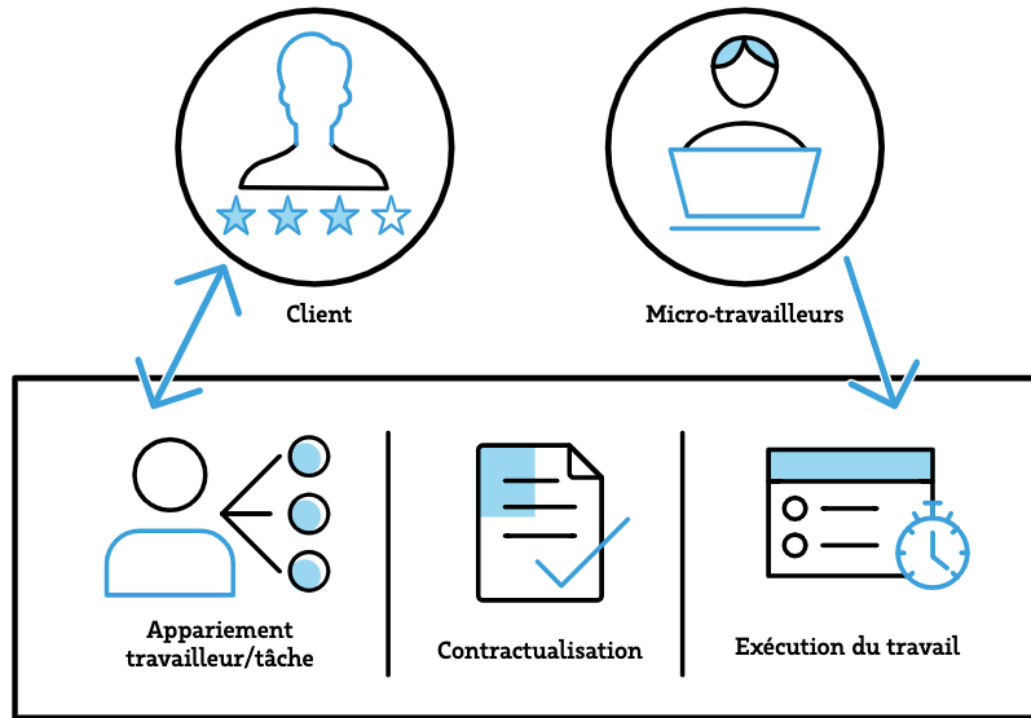 Client
Micro-travailleurs
Appariement
travailleur/tâche
Contractualisation
Exécution du travail